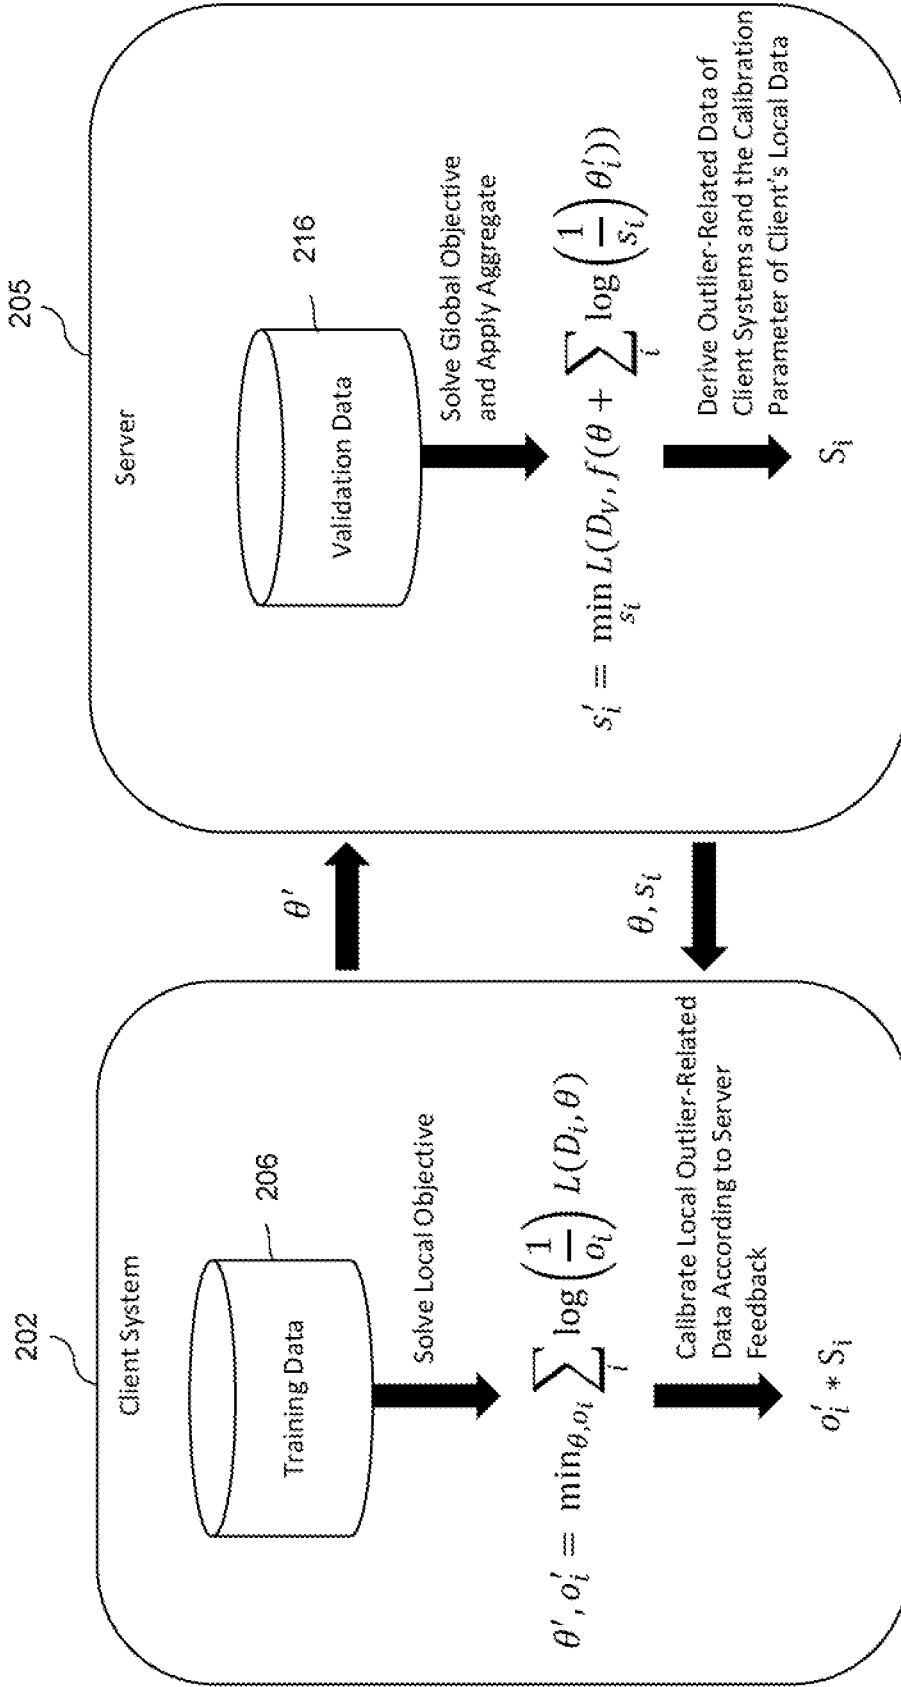 202
Client System
206
Training Data
Solve Local Objective
θ′, o′ᵢ = min_{θ,oᵢ} ∑ᵢ log(1/oᵢ) L(Dᵢ, θ)
Calibrate Local Outlier-Related
Data According to Server
Feedback
o′ᵢ * Sᵢ
θ′
θ, sᵢ
205
Server
216
Validation Data
Solve Global Objective
and Apply Aggregate
s′ᵢ = min_{sᵢ} L(D_V, f(θ + ∑ᵢ log(1/sᵢ) θ′ᵢ))
Derive Outlier-Related Data of
Client Systems and the Calibration
Parameter of Client's Local Data
Sᵢ